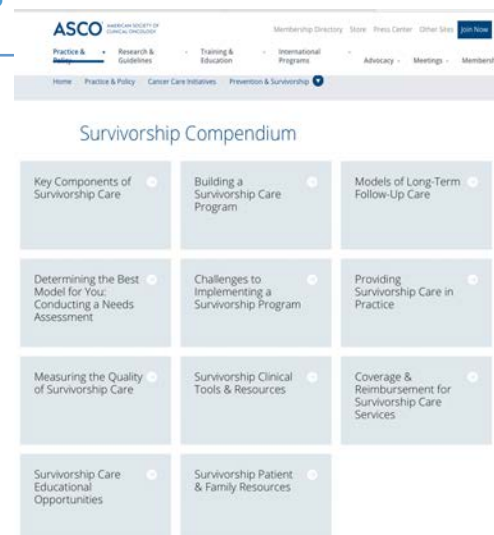 ASCO AMERICAN SOCIETY OF
CLINICAL ONCOLOGY
Membership Directory Store Press Center Other Sites Join Now
Practice &
Policy
Research &
Guidelines
Training &
Education
International
Programs
Advocacy Meetings Membersh
Home Practice & Policy Cancer Care Initiatives Prevention & Survivorship
Survivorship Compendium
Key Components of
Survivorship Care
Building a
Survivorship Care
Program
Models of Long-Term
Follow-Up Care
Determining the Best
Model for You:
Conducting a Needs
Assessment
Challenges to
Implementing a
Survivorship Program
Providing
Survivorship Care in
Practice
Measuring the Quality
of Survivorship Care
Survivorship Clinical
Tools & Resources
Coverage &
Reimbursement for
Survivorship Care
Services
Survivorship Care
Educational
Opportunities
Survivorship Patient
& Family Resources